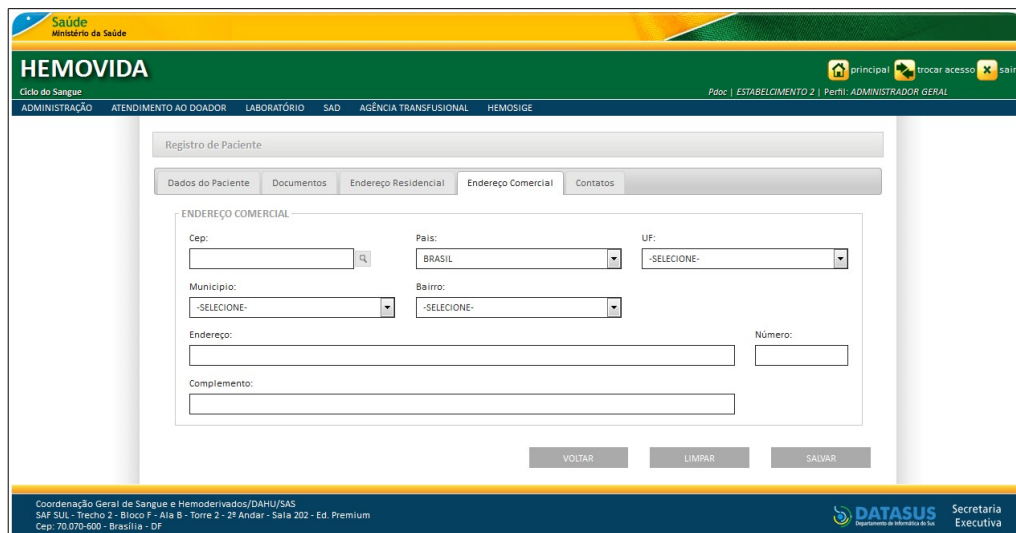 Saúde
Ministério da Saúde
HEMOVIDA
principal trocar acesso sair
Ciclo do Sangue
Pdoc | ESTABELCIMENTO 2 | Perfil: ADMINISTRADOR GERAL
ADMINISTRAÇÃO ATENDIMENTO AO DOADOR LABORATÓRIO SAD AGÊNCIA TRANSFUSIONAL HEMOSIGE
Registro de Paciente
Dados do Paciente Documentos Endereço Residencial Endereço Comercial Contatos
ENDEREÇO COMERCIAL
Cep: Pais: UF:
BRASIL -SELECIONE-
Municipio: Bairro:
-SELECIONE- -SELECIONE-
Endereço: Número:
Complemento:
VOLTAR LIMPAR SALVAR
Coordenação Geral de Sangue e Hemoderivados/DAHU/SAS
SAF SUL - Trecho 2 - Bloco F - Ala B - Torre 2 - 2º Andar - Sala 202 - Ed. Premium
Cep: 70.070-600 - Brasília - DF
DATASUS
Departamento de Informática do Sus
Secretaria
Executiva